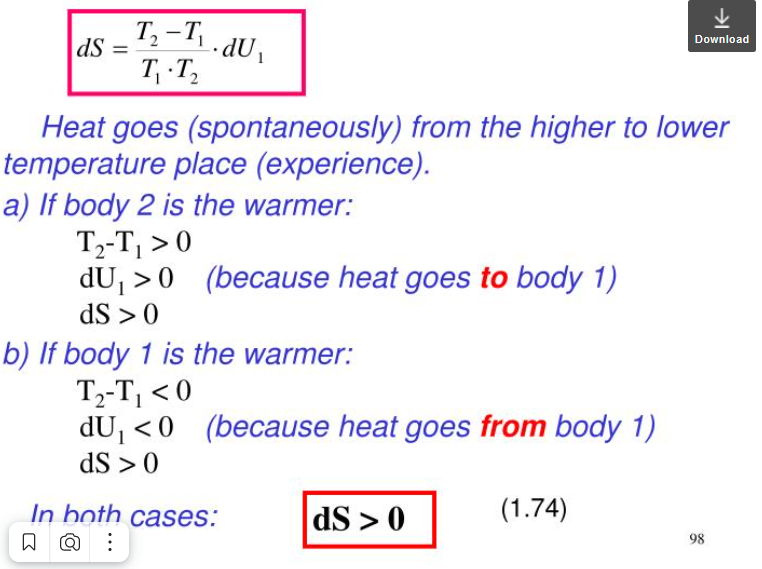 Download
dS = (T₂ – T₁) / (T₁ · T₂) · dU₁
Heat goes (spontaneously) from the higher to lower
temperature place (experience).
a) If body 2 is the warmer:
T₂-T₁ > 0
dU₁ > 0 (because heat goes to body 1)
dS > 0
b) If body 1 is the warmer:
T₂-T₁ < 0
dU₁ < 0 (because heat goes from body 1)
dS > 0
In both cases: dS > 0 (1.74)
98